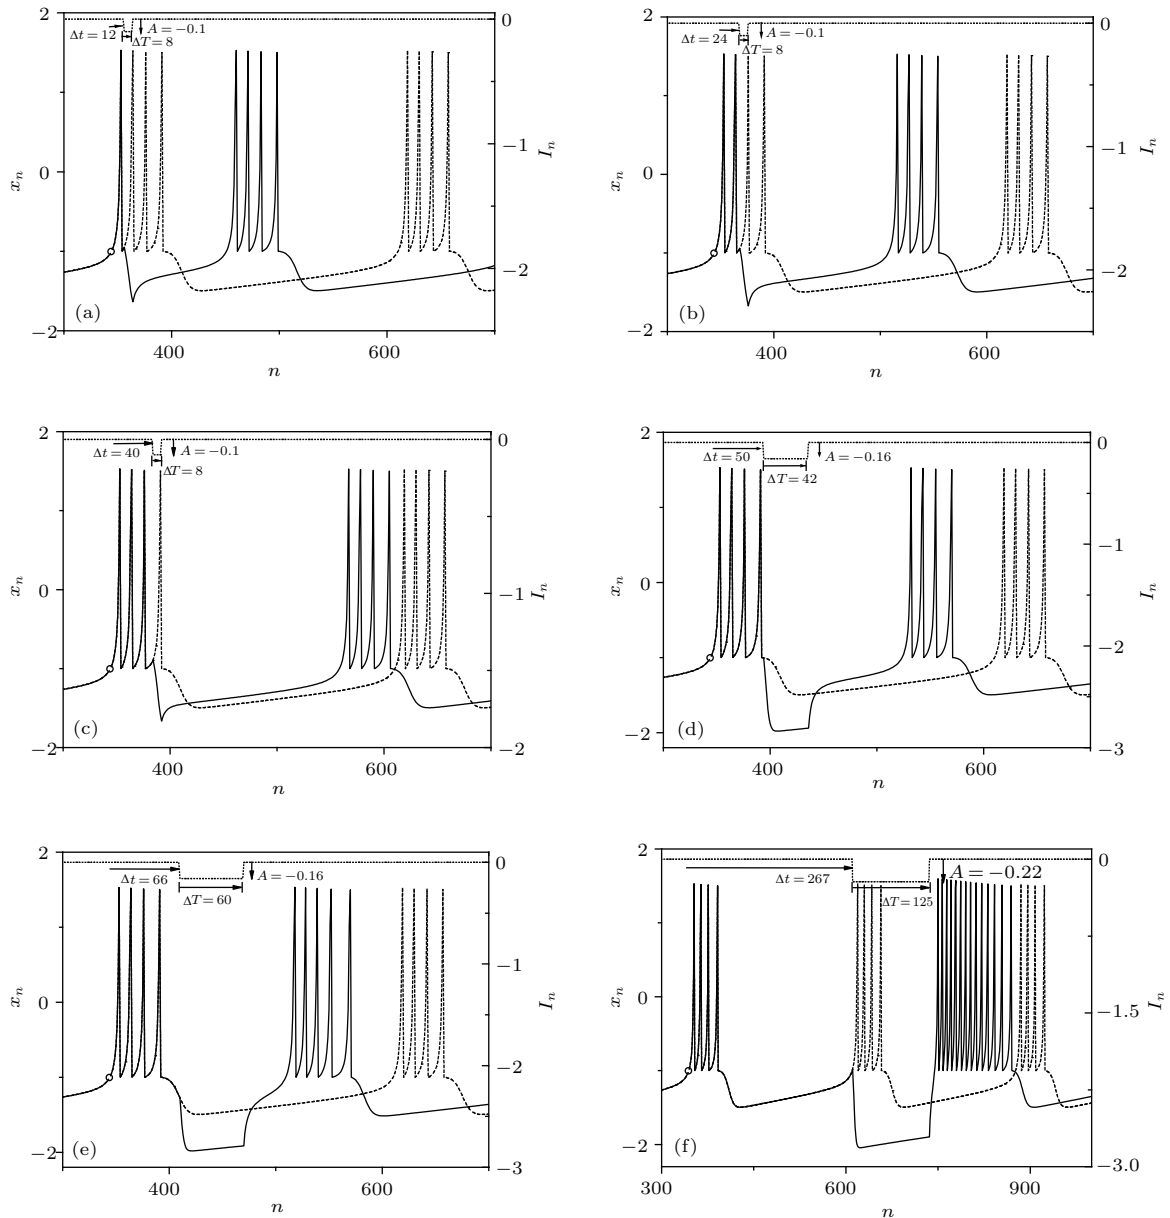 2
0
−2
x_n
Δt=12
ΔT=8
A=−0.1
0
−1
−2
I_n
(a)
400
600
n
2
0
−2
x_n
Δt=24
ΔT=8
A=−0.1
0
−1
−2
I_n
(b)
400
600
n
2
0
−2
x_n
Δt=40
ΔT=8
A=−0.1
0
−1
−2
I_n
(c)
400
600
n
2
0
−2
x_n
Δt=50
ΔT=42
A=−0.16
0
−1
−2
−3
I_n
(d)
400
600
n
2
0
−2
x_n
Δt=66
ΔT=60
A=−0.16
0
−1
−2
−3
I_n
(e)
400
600
n
2
0
−2
x_n
Δt=267
ΔT=125
A=−0.22
0
−1.5
−3.0
I_n
(f)
300
600
900
n